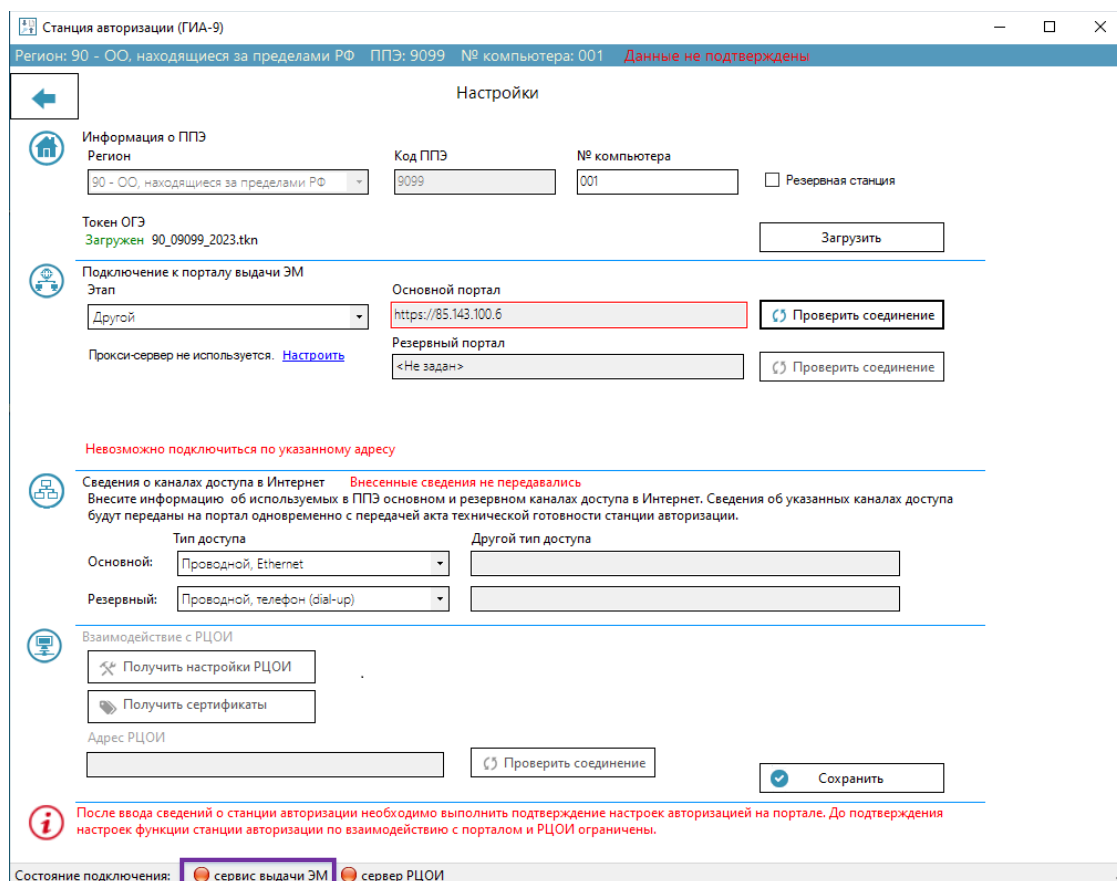 Станция авторизации (ГИА-9)
Регион: 90 - ОО, находящиеся за пределами РФ ППЭ: 9099 № компьютера: 001 Данные не подтверждены
Настройки
Информация о ППЭ
Регион Код ППЭ № компьютера
90 - ОО, находящиеся за пределами РФ 9099 001 Резервная станция
Токен ОГЭ
Загружен 90_09099_2023.tkn Загрузить
Подключение к порталу выдачи ЭМ
Этап Основной портал
Другой https://85.143.100.6 Проверить соединение
Резервный портал
Прокси-сервер не используется. Настроить <Не задан> Проверить соединение
Невозможно подключиться по указанному адресу
Сведения о каналах доступа в Интернет Внесенные сведения не передавались
Внесите информацию об используемых в ППЭ основном и резервном каналах доступа в Интернет. Сведения об указанных каналах доступа
будут переданы на портал одновременно с передачей акта технической готовности станции авторизации.
Тип доступа Другой тип доступа
Основной: Проводной, Ethernet
Резервный: Проводной, телефон (dial-up)
Взаимодействие с РЦОИ
Получить настройки РЦОИ .
Получить сертификаты
Адрес РЦОИ
Проверить соединение
Сохранить
После ввода сведений о станции авторизации необходимо выполнить подтверждение настроек авторизацией на портале. До подтверждения
настроек функции станции авторизации по взаимодействию с порталом и РЦОИ ограничены.
Состояние подключения: сервис выдачи ЭМ сервер РЦОИ